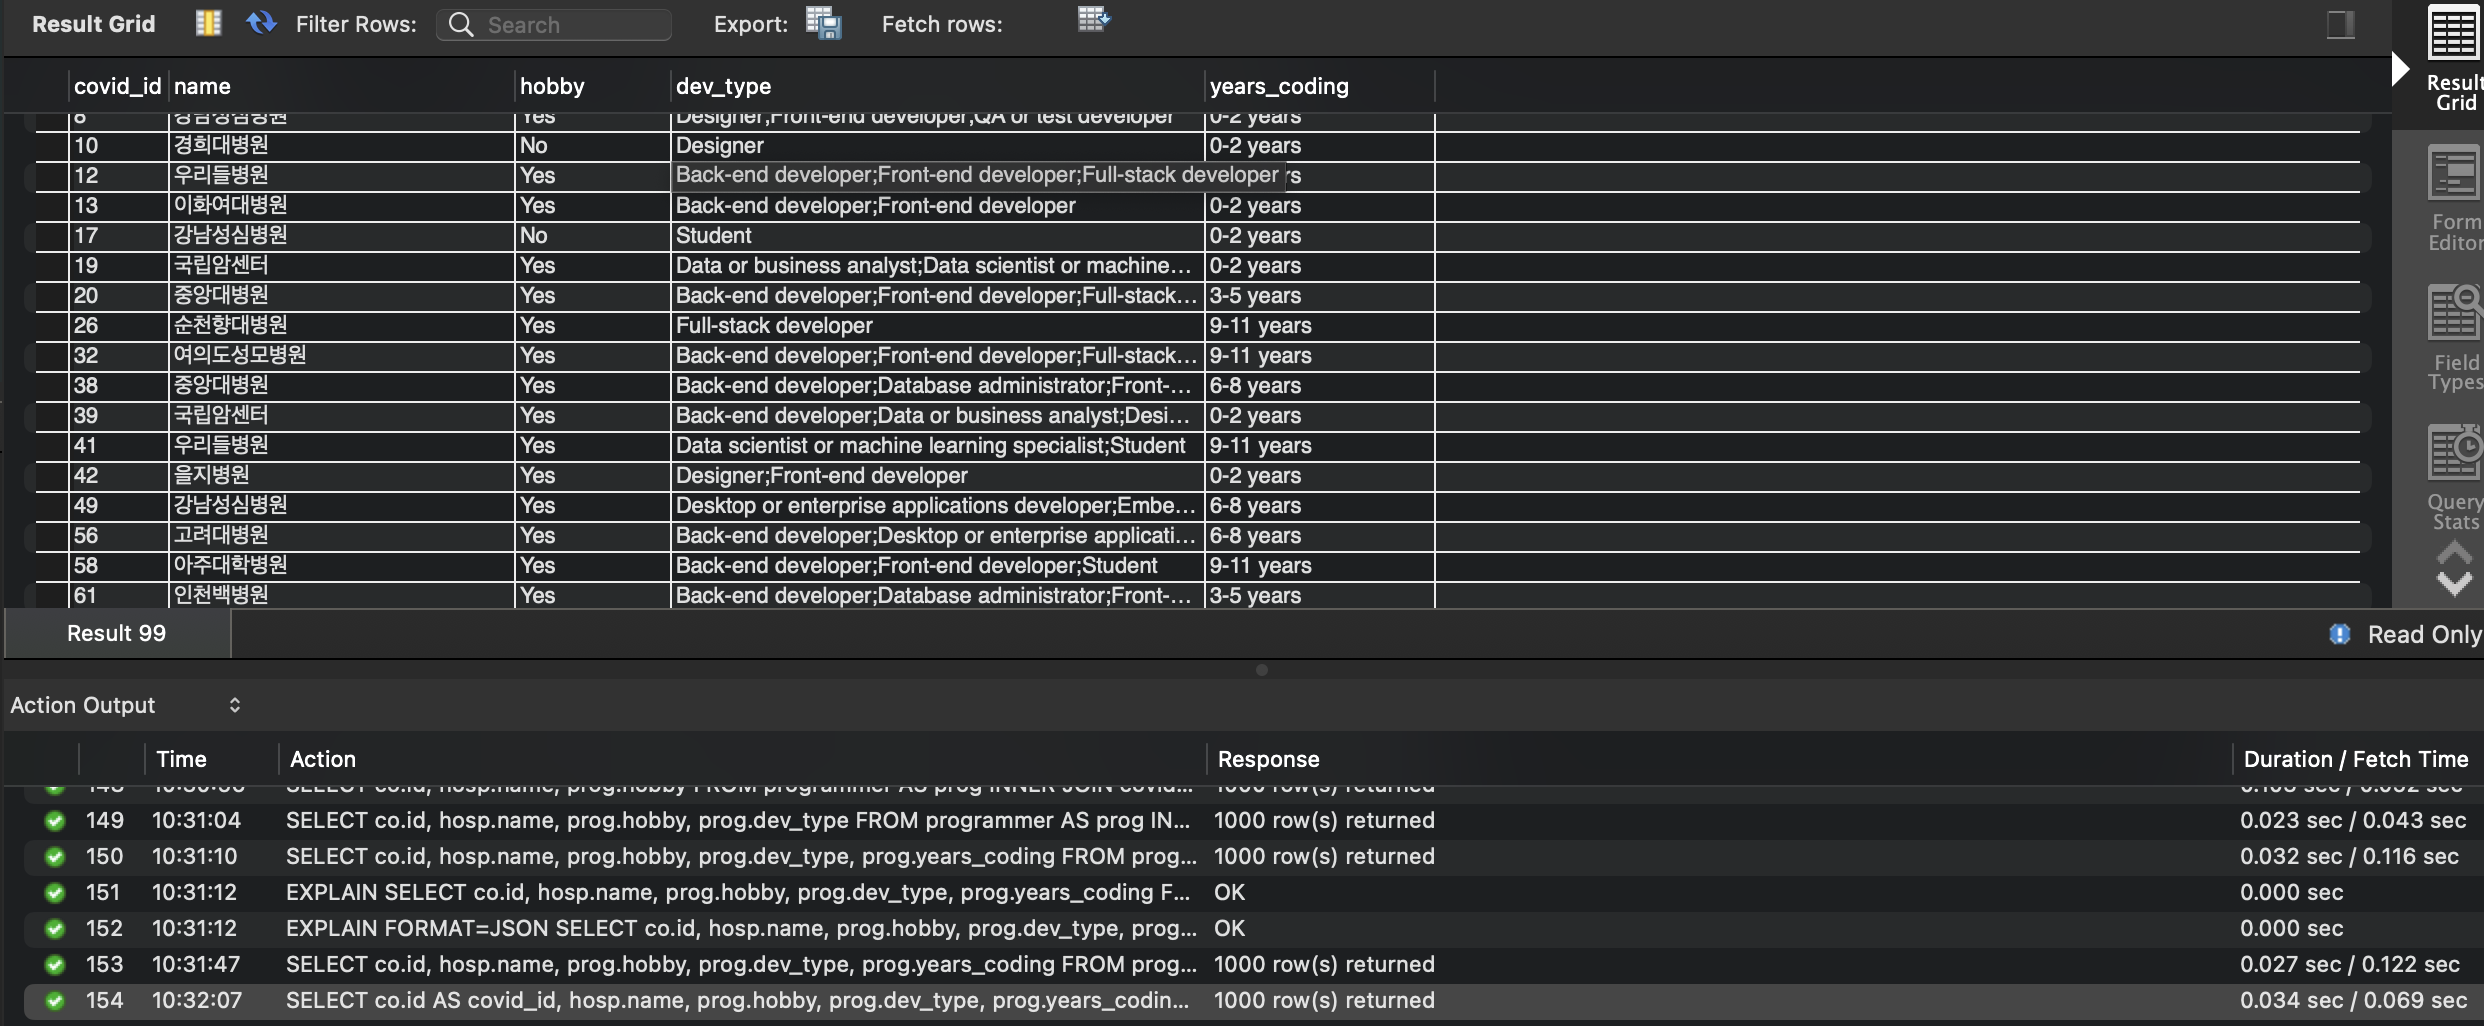 Result Grid Filter Rows: Search Export: Fetch rows:
Result Grid
Form Editor
Field Types
Query Stats
covid_id name hobby dev_type years_coding
8 강남성심병원 Yes Designer;Front-end developer;QA or test developer 0-2 years
10 경희대병원 No Designer 0-2 years
12 우리들병원 Yes Back-end developer;Front-end developer;Full-stack developer rs
13 이화여대병원 Yes Back-end developer;Front-end developer 0-2 years
17 강남성심병원 No Student 0-2 years
19 국립암센터 Yes Data or business analyst;Data scientist or machine... 0-2 years
20 중앙대병원 Yes Back-end developer;Front-end developer;Full-stack... 3-5 years
26 순천향대병원 Yes Full-stack developer 9-11 years
32 여의도성모병원 Yes Back-end developer;Front-end developer;Full-stack... 9-11 years
38 중앙대병원 Yes Back-end developer;Database administrator;Front-... 6-8 years
39 국립암센터 Yes Back-end developer;Data or business analyst;Desi... 0-2 years
41 우리들병원 Yes Data scientist or machine learning specialist;Student 9-11 years
42 을지병원 Yes Designer;Front-end developer 0-2 years
49 강남성심병원 Yes Desktop or enterprise applications developer;Embe... 6-8 years
56 고려대병원 Yes Back-end developer;Desktop or enterprise applicati... 6-8 years
58 아주대학병원 Yes Back-end developer;Front-end developer;Student 9-11 years
61 인천백병원 Yes Back-end developer;Database administrator;Front-... 3-5 years
Result 99 Read Only
Action Output
Time Action Response Duration / Fetch Time
148 SELECT co.id, hosp.name, prog.hobby FROM programmer AS prog INNER JOIN covid... 1000 row(s) returned
149 10:31:04 SELECT co.id, hosp.name, prog.hobby, prog.dev_type FROM programmer AS prog IN... 1000 row(s) returned 0.023 sec / 0.043 sec
150 10:31:10 SELECT co.id, hosp.name, prog.hobby, prog.dev_type, prog.years_coding FROM prog... 1000 row(s) returned 0.032 sec / 0.116 sec
151 10:31:12 EXPLAIN SELECT co.id, hosp.name, prog.hobby, prog.dev_type, prog.years_coding F... OK 0.000 sec
152 10:31:12 EXPLAIN FORMAT=JSON SELECT co.id, hosp.name, prog.hobby, prog.dev_type, prog... OK 0.000 sec
153 10:31:47 SELECT co.id, hosp.name, prog.hobby, prog.dev_type, prog.years_coding FROM prog... 1000 row(s) returned 0.027 sec / 0.122 sec
154 10:32:07 SELECT co.id AS covid_id, hosp.name, prog.hobby, prog.dev_type, prog.years_codin... 1000 row(s) returned 0.034 sec / 0.069 sec